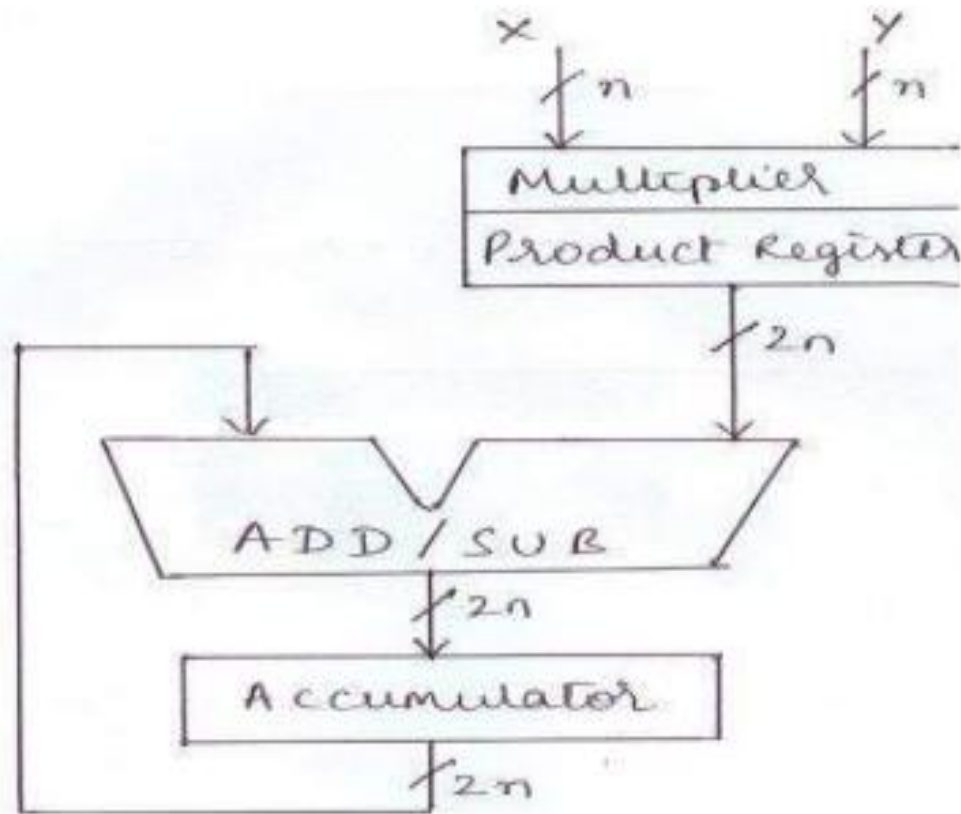 X Y
n n
Multiplier
Product Register
2n
ADD / SUB
2n
Accumulator
2n